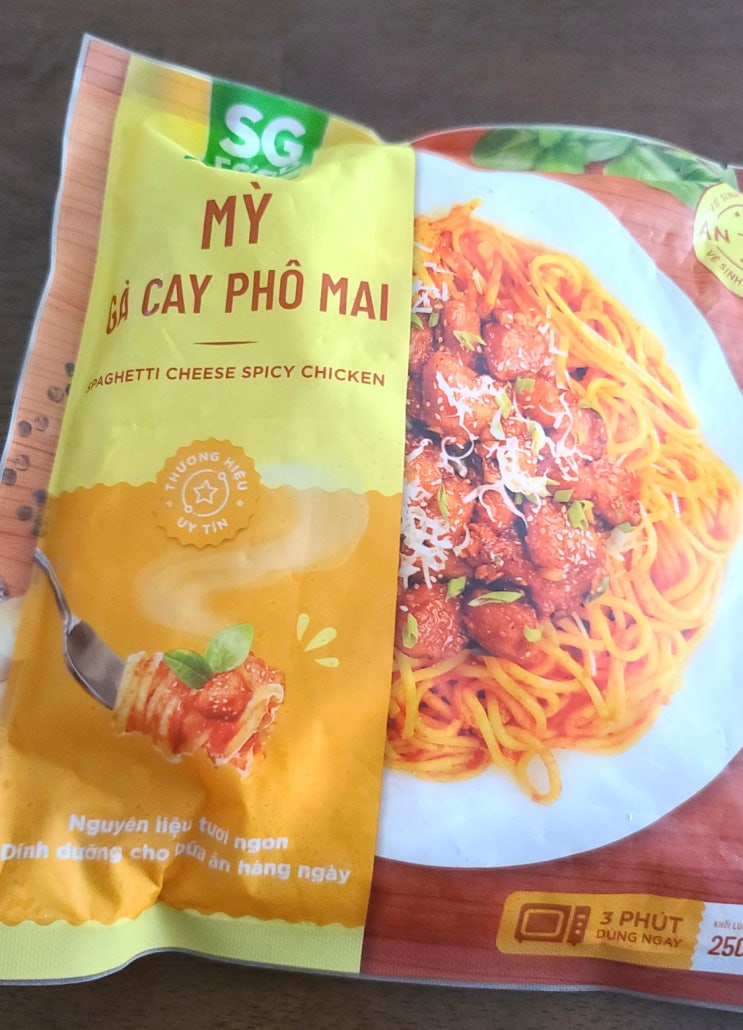 SG
MỲ
GÀ CAY PHÔ MAI
SPAGHETTI CHEESE SPICY CHICKEN
THƯƠNG HIỆU
UY TÍN
Nguyên liệu tươi ngon
Dinh dưỡng cho bữa ăn hàng ngày
AN
3 PHÚT
DÙNG NGAY
250